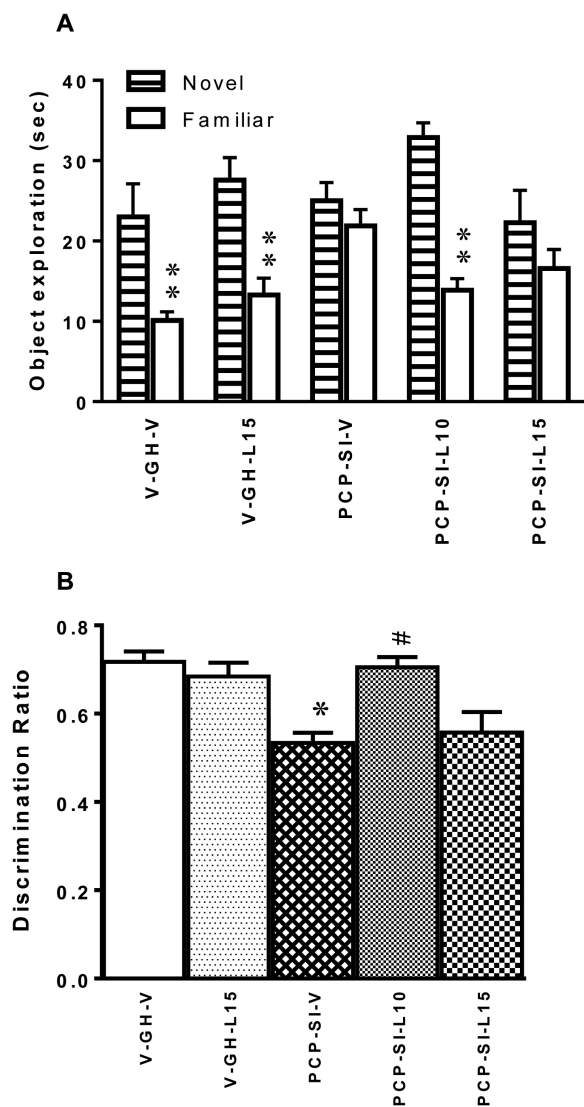 A
Object exploration (sec)
40
30
20
10
0
Novel
Familiar
**
**
**
V-GH-V
V-GH-L15
PCP-SI-V
PCP-SI-L10
PCP-SI-L15
B
Discrimination Ratio
0.8
0.6
0.4
0.2
0.0
*
#
V-GH-V
V-GH-L15
PCP-SI-V
PCP-SI-L10
PCP-SI-L15